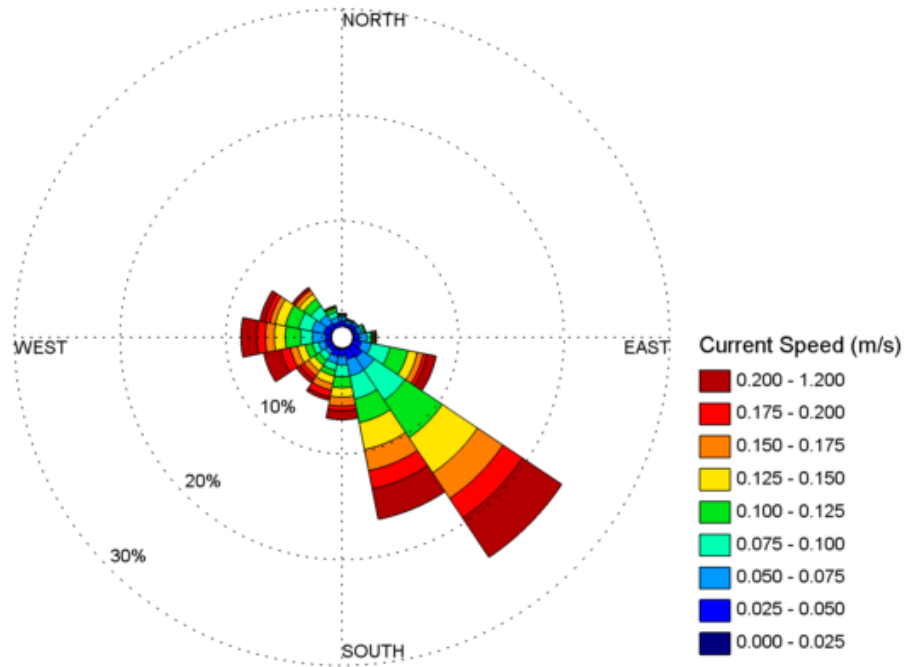 NORTH
WEST
EAST
10%
20%
30%
SOUTH
Current Speed (m/s)
0.200 - 1.200
0.175 - 0.200
0.150 - 0.175
0.125 - 0.150
0.100 - 0.125
0.075 - 0.100
0.050 - 0.075
0.025 - 0.050
0.000 - 0.025